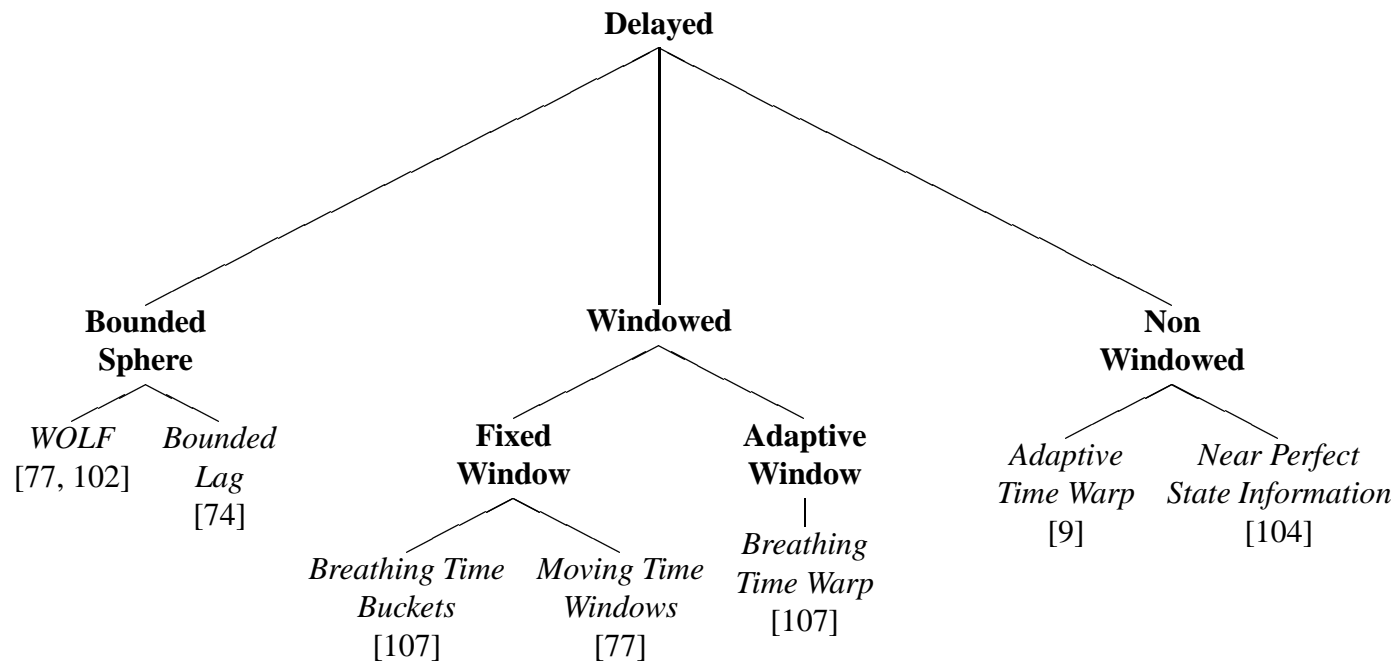 Delayed
Bounded
Sphere
Windowed
Non
Windowed
WOLF
[77, 102]
Bounded
Lag
[74]
Fixed
Window
Adaptive
Window
Adaptive
Time Warp
[9]
Near Perfect
State Information
[104]
Breathing Time
Buckets
[107]
Moving Time
Windows
[77]
Breathing
Time Warp
[107]